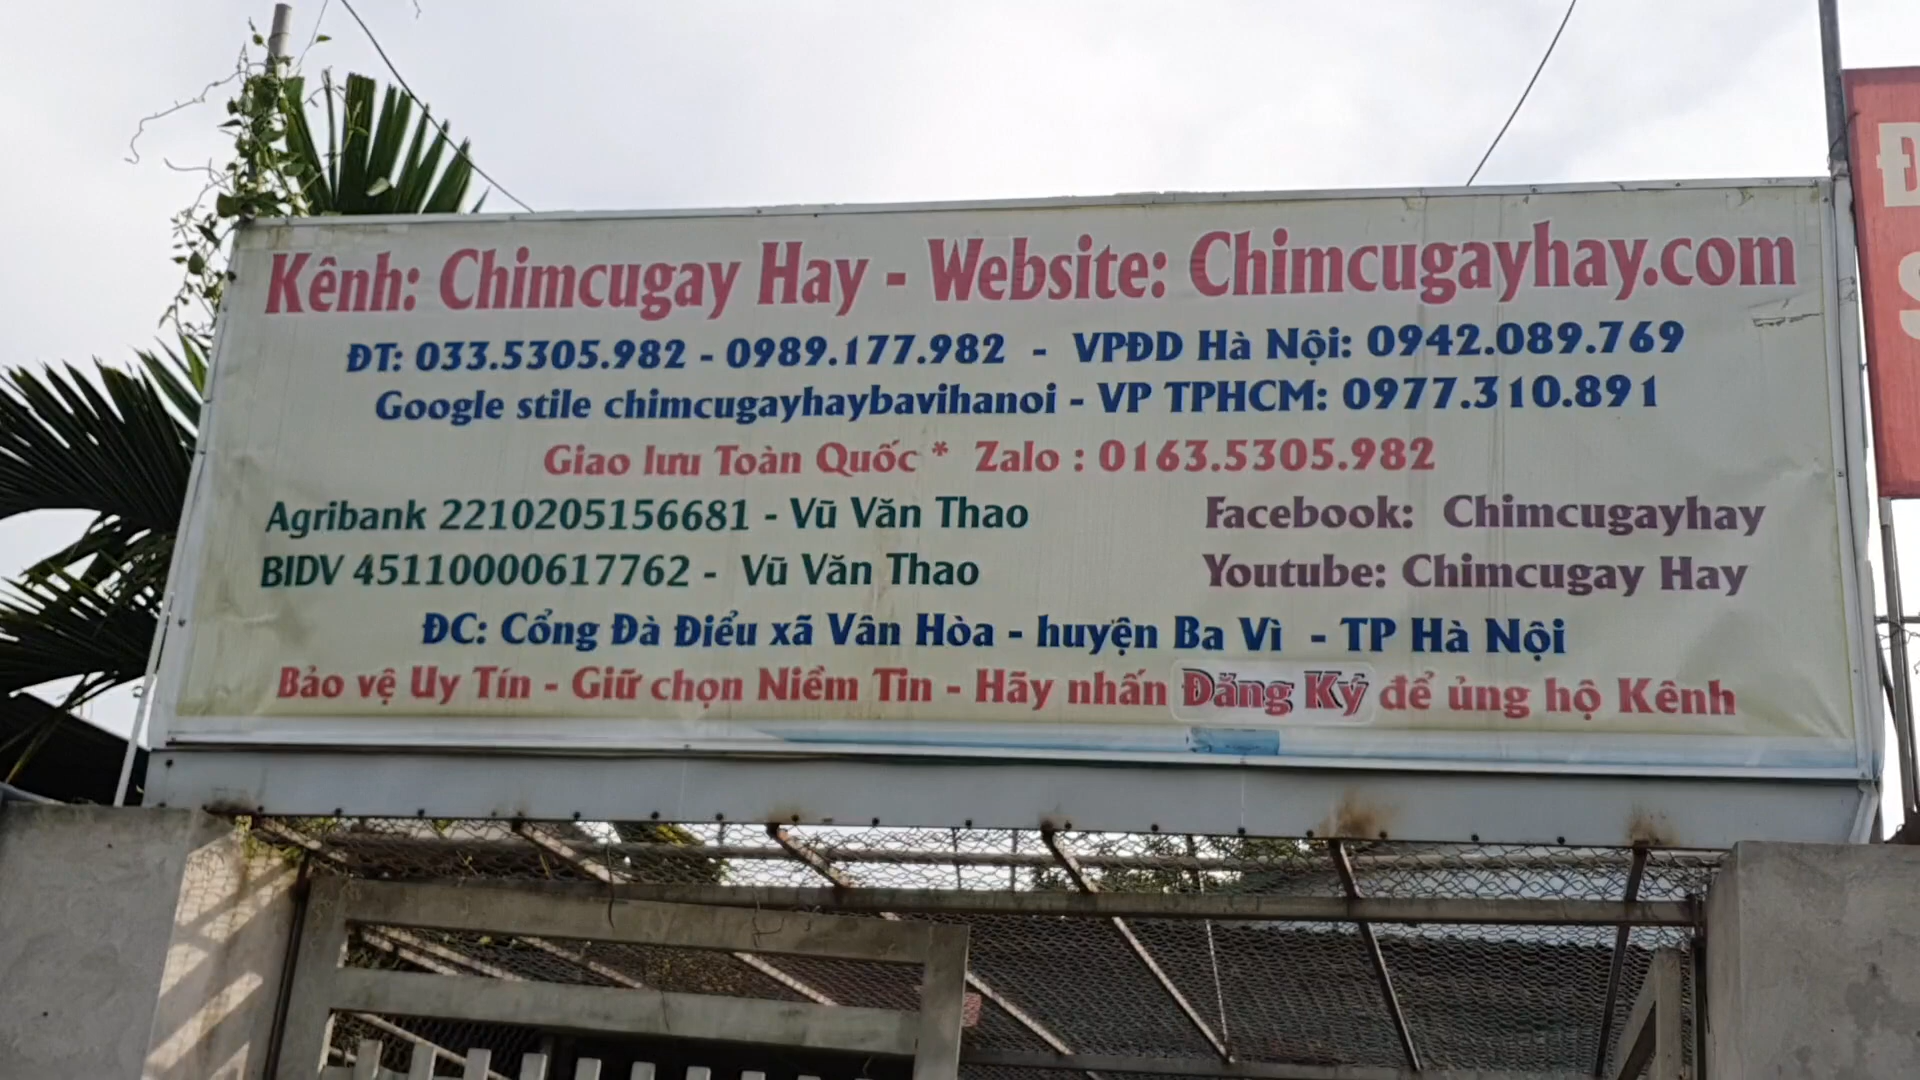 Kênh: Chimcugay Hay - Website: Chimcugayhay.com
ĐT: 033.5305.982 - 0989.177.982 - VPĐD Hà Nội: 0942.089.769
Google stile chimcugayhaybavihanoi - VP TPHCM: 0977.310.891
Giao lưu Toàn Quốc * Zalo : 0163.5305.982
Agribank 2210205156681 - Vũ Văn Thao
Facebook: Chimcugayhay
BIDV 45110000617762 - Vũ Văn Thao
Youtube: Chimcugay Hay
ĐC: Cổng Đà Điểu xã Vân Hòa - huyện Ba Vì - TP Hà Nội
Bảo vệ Uy Tín - Giữ chọn Niềm Tin - Hãy nhấn Đăng Ký để ủng hộ Kênh